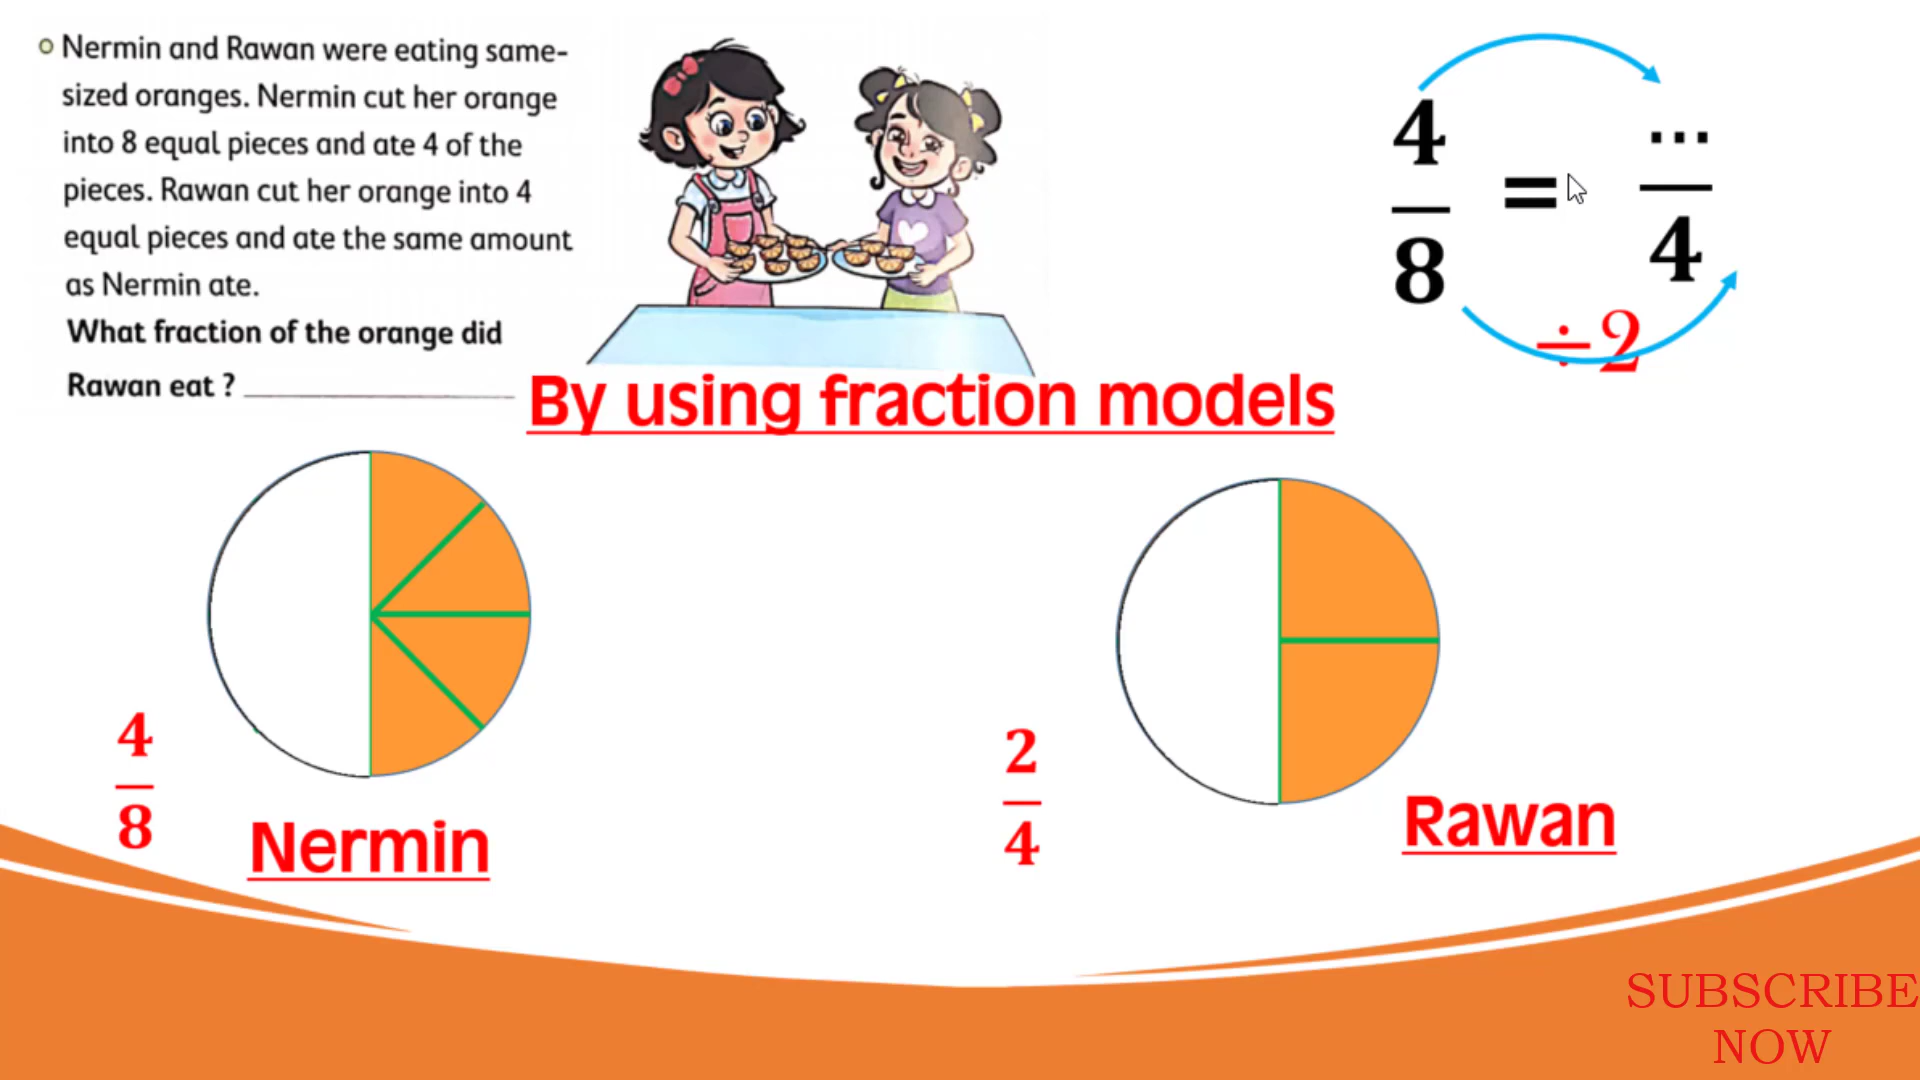 Nermin and Rawan were eating same-
sized oranges. Nermin cut her orange
into 8 equal pieces and ate 4 of the
pieces. Rawan cut her orange into 4
equal pieces and ate the same amount
as Nermin ate.
What fraction of the orange did
Rawan eat ? ____________
4
8
=
...
4
÷2
By using fraction models
4
8
Nermin
2
4
Rawan
SUBSCRIBE
NOW